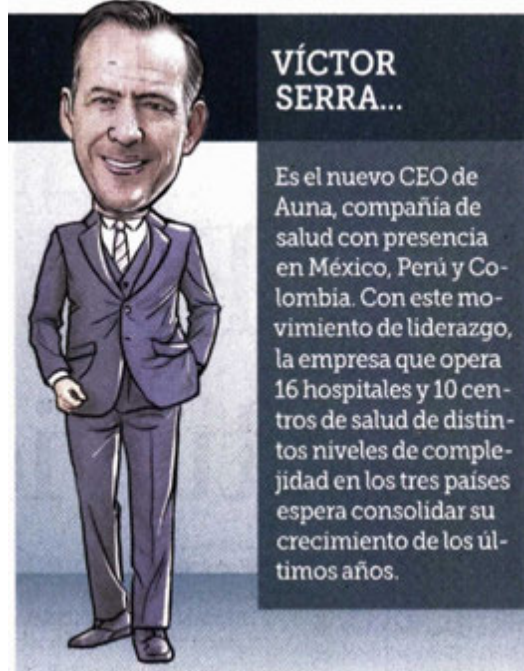 VÍCTOR
SERRA...
Es el nuevo CEO de
Auna, compañía de
salud con presencia
en México, Perú y Co-
lombia. Con este mo-
vimiento de liderazgo,
la empresa que opera
16 hospitales y 10 cen-
tros de salud de distin-
tos niveles de comple-
jidad en los tres países
espera consolidar su
crecimiento de los úl-
timos años.